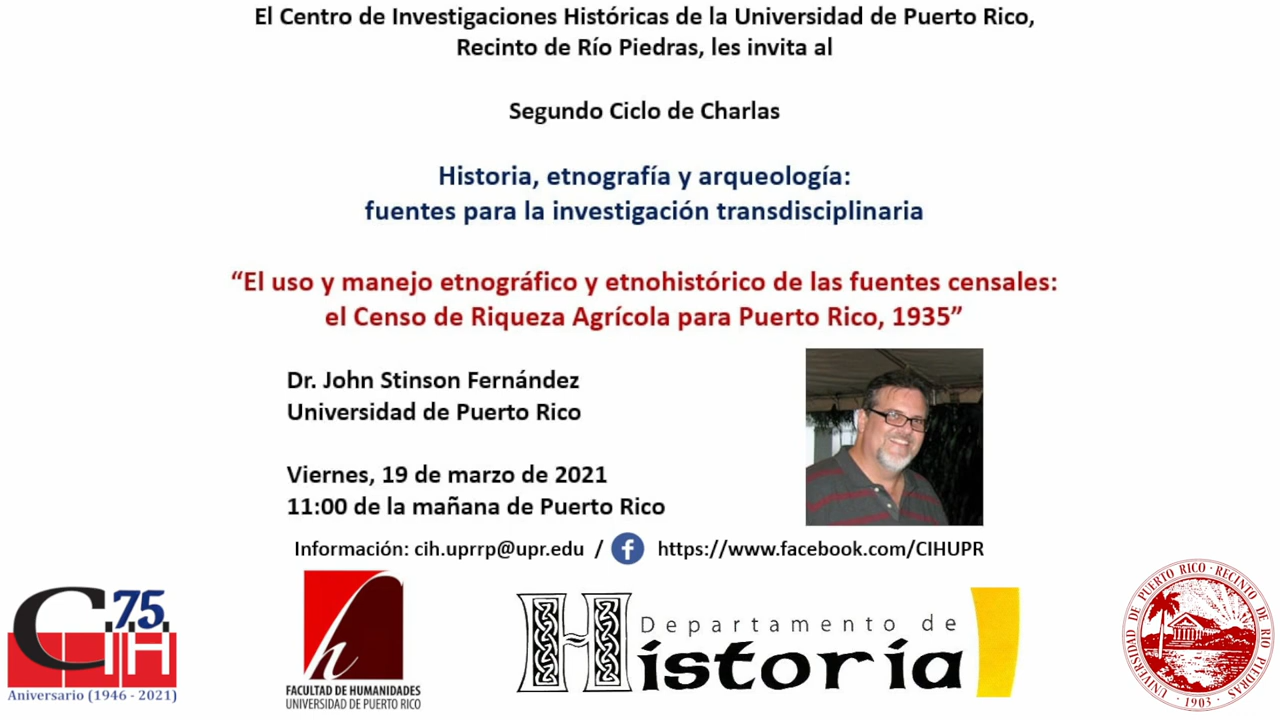 El Centro de Investigaciones Históricas de la Universidad de Puerto Rico,
Recinto de Río Piedras, les invita al
Segundo Ciclo de Charlas
Historia, etnografía y arqueología:
fuentes para la investigación transdisciplinaria
“El uso y manejo etnográfico y etnohistórico de las fuentes censales:
el Censo de Riqueza Agrícola para Puerto Rico, 1935”
Dr. John Stinson Fernández
Universidad de Puerto Rico
Viernes, 19 de marzo de 2021
11:00 de la mañana de Puerto Rico
Información: cih.uprrp@upr.edu / f https://www.facebook.com/CIHUPR
C.I.H. 75
Aniversario (1946 - 2021)
h
FACULTAD DE HUMANIDADES
UNIVERSIDAD DE PUERTO RICO
Departamento de
Historia
UNIVERSIDAD DE PUERTO RICO · RECINTO DE RÍO PIEDRAS
· 1903 ·